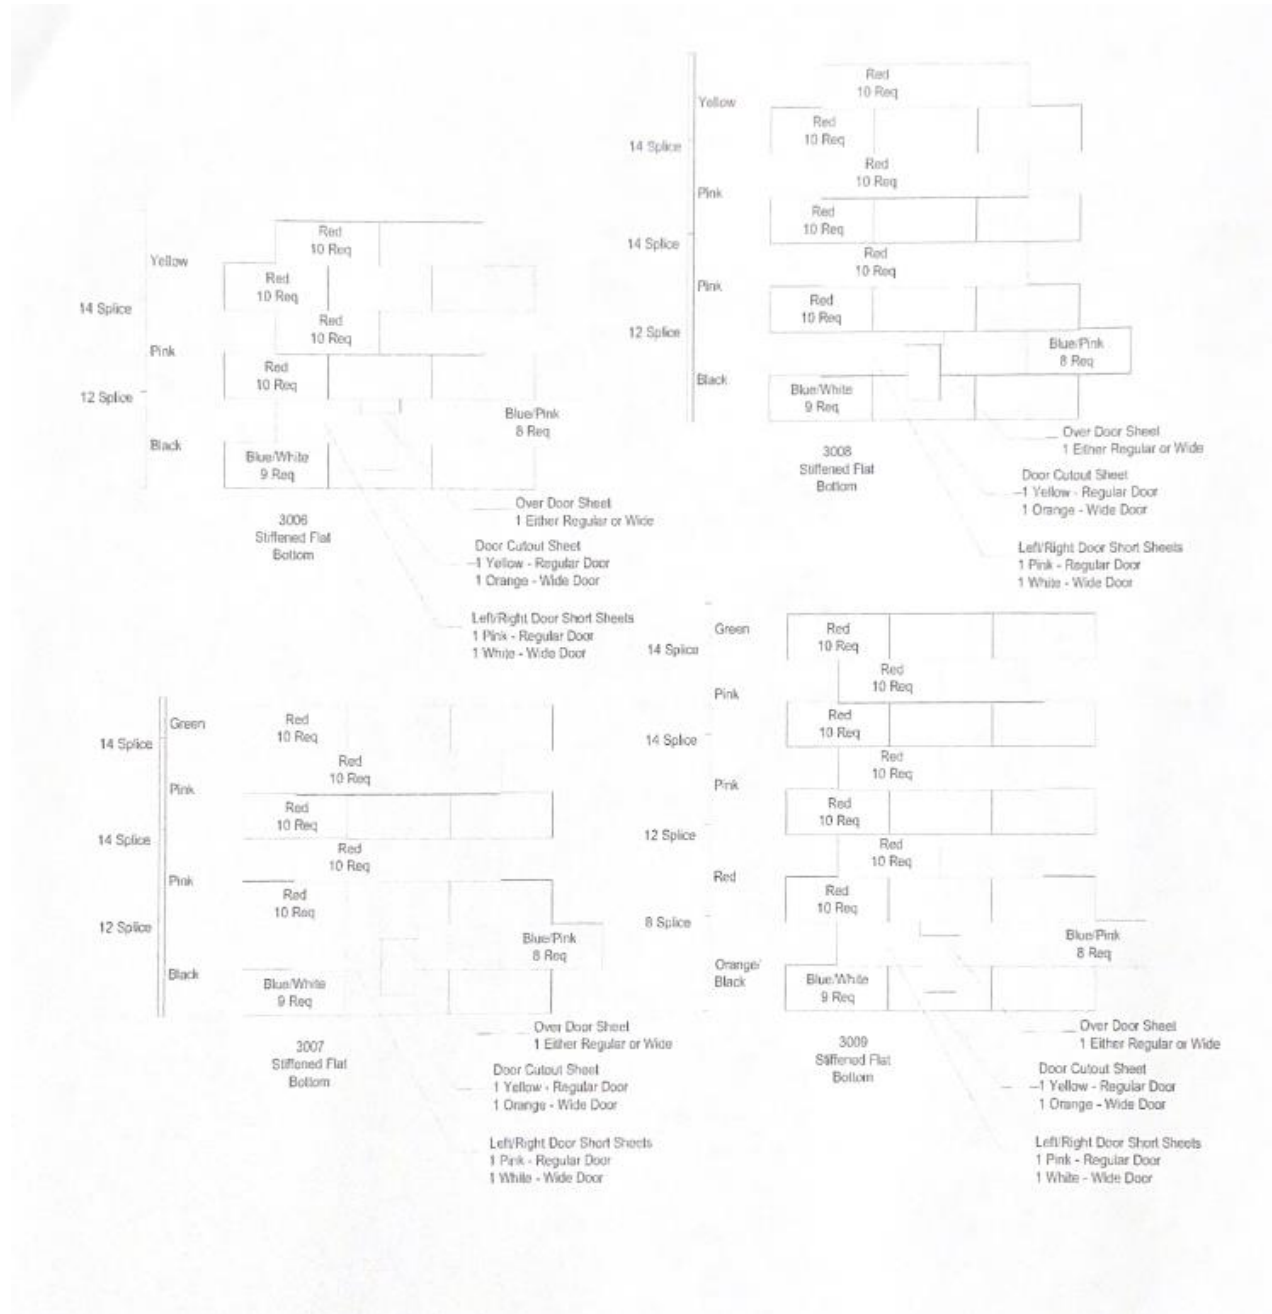 Yellow
14 Splice
Pink
12 Splice
Black
Red
10 Req
Red
10 Req
Red
10 Req
Red
10 Req
Blue/Pink
8 Req
Blue/White
9 Req
3006
Stiffened Flat
Bottom
Over Door Sheet
1 Either Regular or Wide
Door Cutout Sheet
1 Yellow - Regular Door
1 Orange - Wide Door
Left/Right Door Short Sheets
1 Pink - Regular Door
1 White - Wide Door
Yellow
14 Splice
Pink
14 Splice
Pink
12 Splice
Black
Red
10 Req
Red
10 Req
Red
10 Req
Red
10 Req
Red
10 Req
Red
10 Req
Blue/Pink
8 Req
Blue/White
9 Req
3008
Stiffened Flat
Bottom
Over Door Sheet
1 Either Regular or Wide
Door Cutout Sheet
1 Yellow - Regular Door
1 Orange - Wide Door
Left/Right Door Short Sheets
1 Pink - Regular Door
1 White - Wide Door
Green
14 Splice
Pink
14 Splice
Pink
12 Splice
Black
Red
10 Req
Red
10 Req
Red
10 Req
Red
10 Req
Red
10 Req
Blue/Pink
8 Req
Blue/White
9 Req
3007
Stiffened Flat
Bottom
Over Door Sheet
1 Either Regular or Wide
Door Cutout Sheet
1 Yellow - Regular Door
1 Orange - Wide Door
Left/Right Door Short Sheets
1 Pink - Regular Door
1 White - Wide Door
Green
14 Splice
Pink
14 Splice
Pink
12 Splice
Red
8 Splice
Orange/
Black
Red
10 Req
Red
10 Req
Red
10 Req
Red
10 Req
Red
10 Req
Red
10 Req
Red
10 Req
Blue/Pink
8 Req
Blue/White
9 Req
3009
Stiffened Flat
Bottom
Over Door Sheet
1 Either Regular or Wide
Door Cutout Sheet
1 Yellow - Regular Door
1 Orange - Wide Door
Left/Right Door Short Sheets
1 Pink - Regular Door
1 White - Wide Door